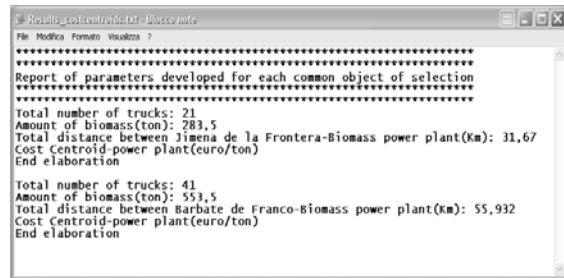 Results_costcentroids.txt - Blocco note
File Modifica Formato Visualizza ?
*********************************************************
*********************************************************
Report of parameters developed for each common object of selection
*********************************************************
*********************************************************
Total number of trucks: 21
Amount of biomass(ton): 283,5
Total distance between Jimena de la Frontera-Biomass power plant(Km): 31,67
Cost Centroid-power plant(euro/ton)
End elaboration
Total number of trucks: 41
Amount of biomass(ton): 553,5
Total distance between Barbate de Franco-Biomass power plant(Km): 55,932
Cost Centroid-power plant(euro/ton)
End elaboration